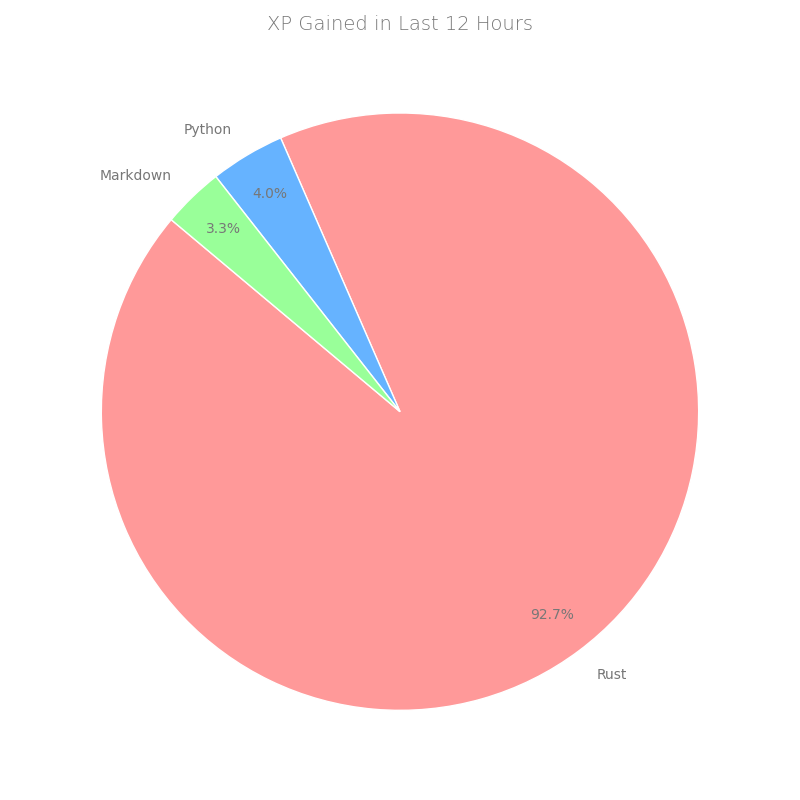 XP Gained in Last 12 Hours
Python
Markdown
4.0%
3.3%
92.7%
Rust